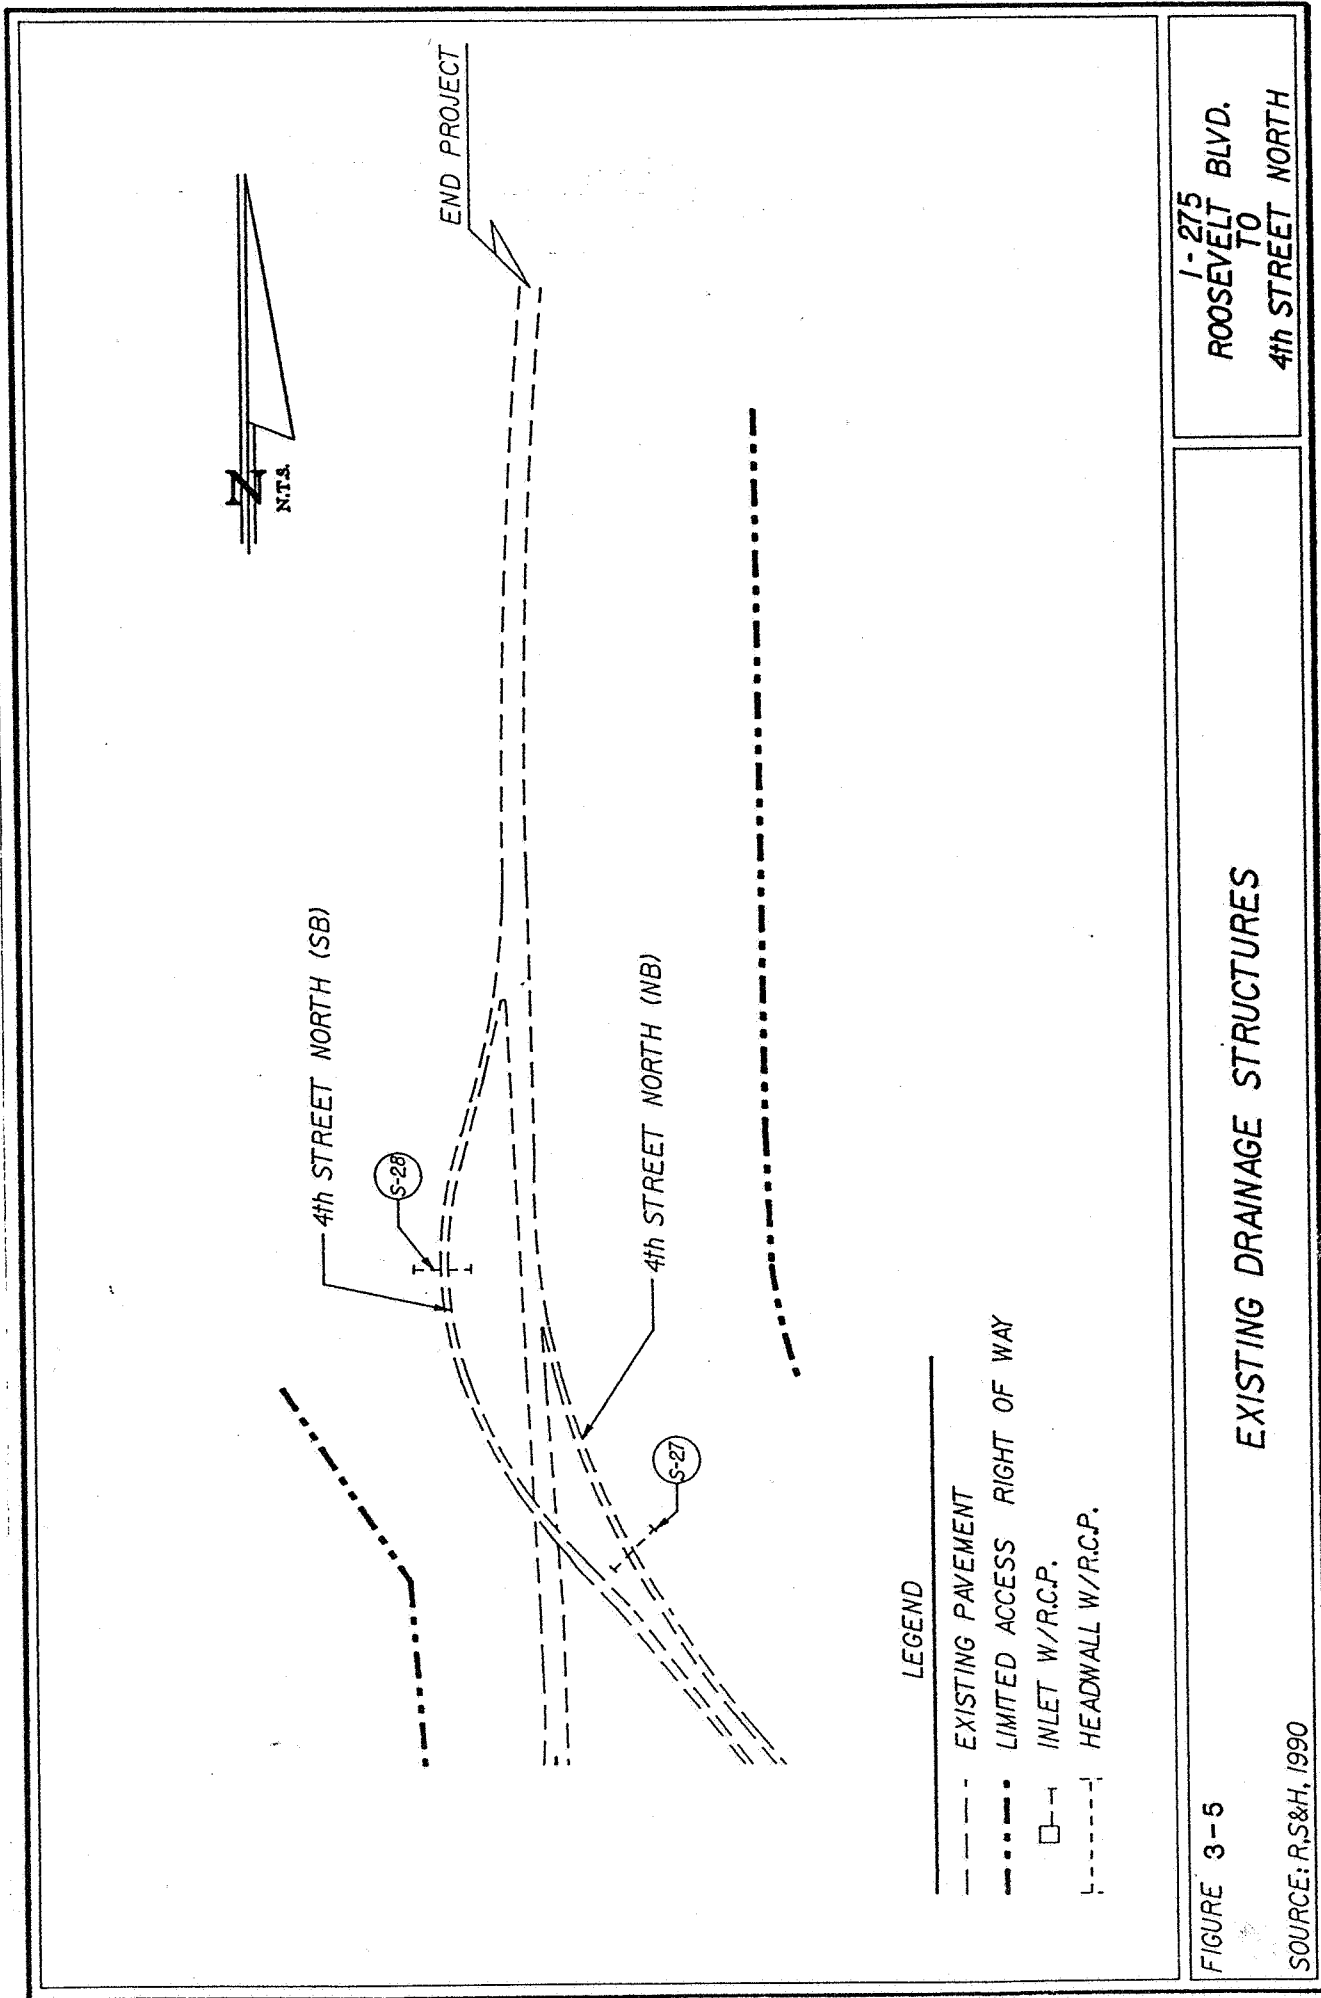 N
N.T.S.
END PROJECT
4th STREET NORTH (SB)
S-28
4th STREET NORTH (NB)
S-27
LEGEND
EXISTING PAVEMENT
LIMITED ACCESS RIGHT OF WAY
INLET W/R.C.P.
HEADWALL W/R.C.P.
FIGURE 3-5
SOURCE: R,S&H, 1990
EXISTING DRAINAGE STRUCTURES
I-275
ROOSEVELT BLVD.
TO
4th STREET NORTH